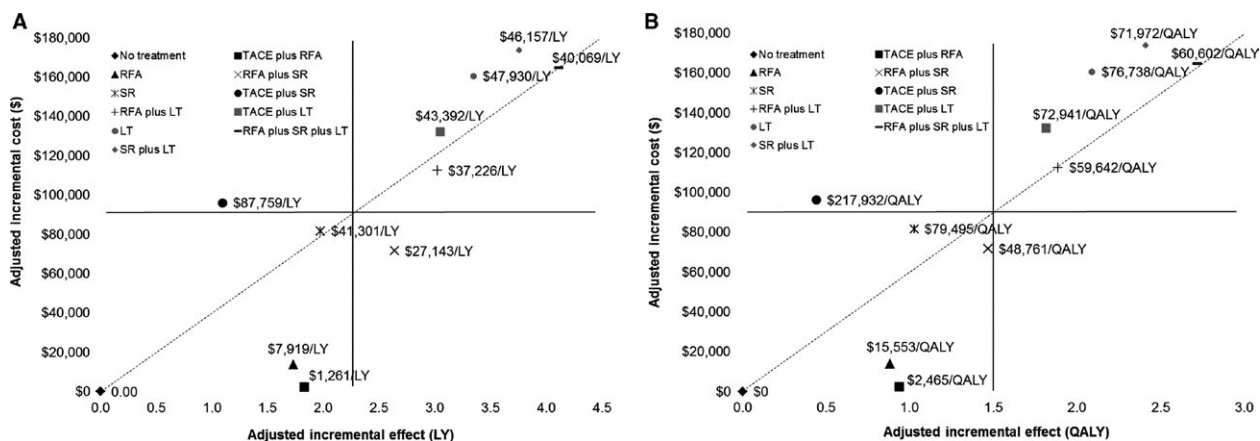 A
Adjusted incremental cost ($)
$180,000
$160,000
$140,000
$120,000
$100,000
$80,000
$60,000
$40,000
$20,000
$0
No treatment
RFA
SR
RFA plus LT
LT
SR plus LT
TACE plus RFA
RFA plus SR
TACE plus SR
TACE plus LT
RFA plus SR plus LT
$46,157/LY
$40,069/LY
$47,930/LY
$43,392/LY
$37,226/LY
$87,759/LY
$41,301/LY
$27,143/LY
$7,919/LY
$1,261/LY
0.00
0.0 1.0 2.0 2.5 3.0 3.5 4.0 4.5
Adjusted incremental effect (LY)
B
Adjusted incremental cost ($)
$180,000
$160,000
$140,000
$120,000
$100,000
$80,000
$60,000
$40,000
$20,000
$0
No treatment
RFA
SR
RFA plus LT
LT
SR plus LT
TACE plus RFA
RFA plus SR
TACE plus SR
TACE plus LT
RFA plus SR plus LT
$71,972/QALY
$60,602/QALY
$76,738/QALY
$72,941/QALY
$59,642/QALY
$217,932/QALY
$79,495/QALY
$48,761/QALY
$15,553/QALY
$2,465/QALY
$0
0.0 1.0 1.5 2.0 2.5 3.0
Adjusted incremental effect (QALY)